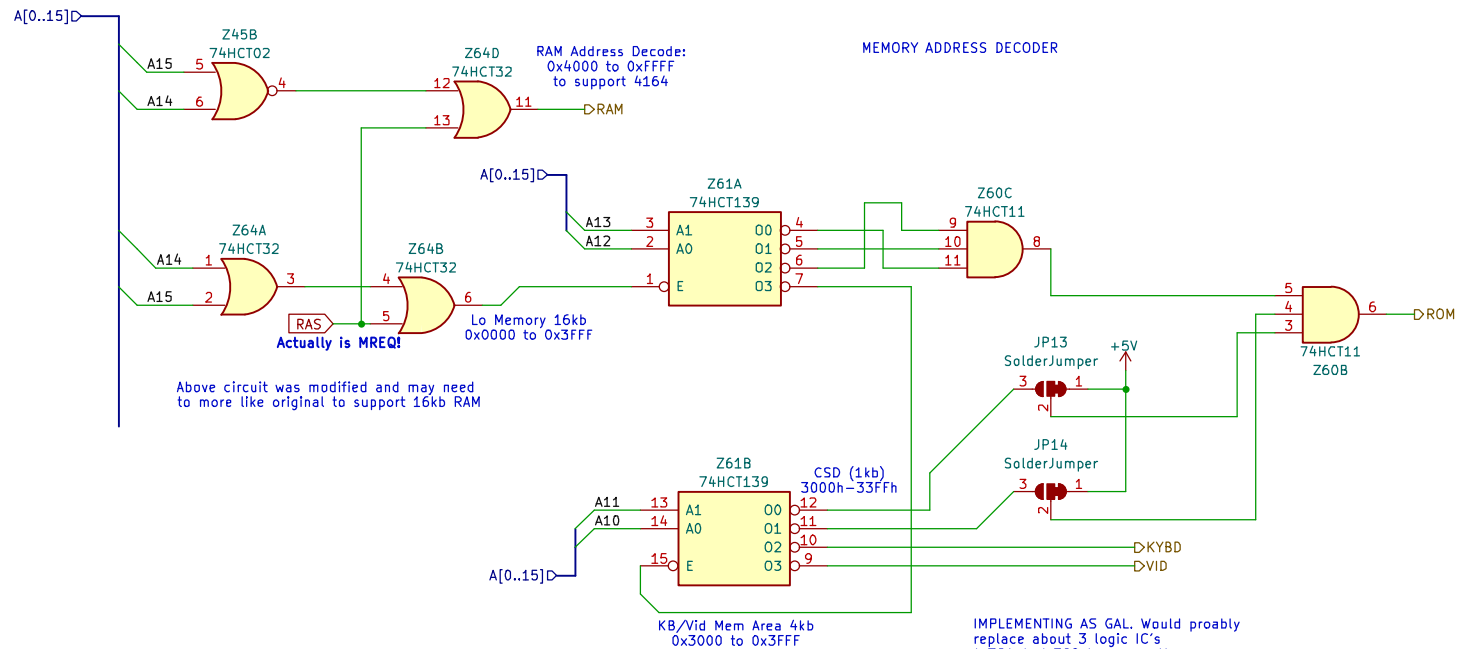 A[0..15]
A15
A14
5
6
Z45B
74HCT02
4
Z64D
74HCT32
12
13
11
RAM Address Decode:
0x4000 to 0xFFFF
to support 4164
RAM
MEMORY ADDRESS DECODER
A14
A15
Z64A
74HCT32
1
2
3
Z64B
74HCT32
4
5
6
RAS
Actually is MREQ!
Lo Memory 16kb
0x0000 to 0x3FFF
Above circuit was modified and may need
to more like original to support 16kb RAM
A[0..15]
A13
A12
Z61A
74HCT139
3 A1 O0 4
2 A0 O1 5
O2 6
1 E O3 7
Z60C
74HCT11
9
10
11
8
5
4
3
6
74HCT11
Z60B
ROM
JP13
SolderJumper
3
1
2
+5V
JP14
SolderJumper
3
1
2
A[0..15]
A11
A10
Z61B
74HCT139
CSD (1kb)
3000h-33FFh
13 A1 O0 12
14 A0 O1 11
O2 10
15 E O3 9
KYBD
VID
KB/Vid Mem Area 4kb
0x3000 to 0x3FFF
IMPLEMENTING AS GAL. Would proably
replace about 3 logic IC's